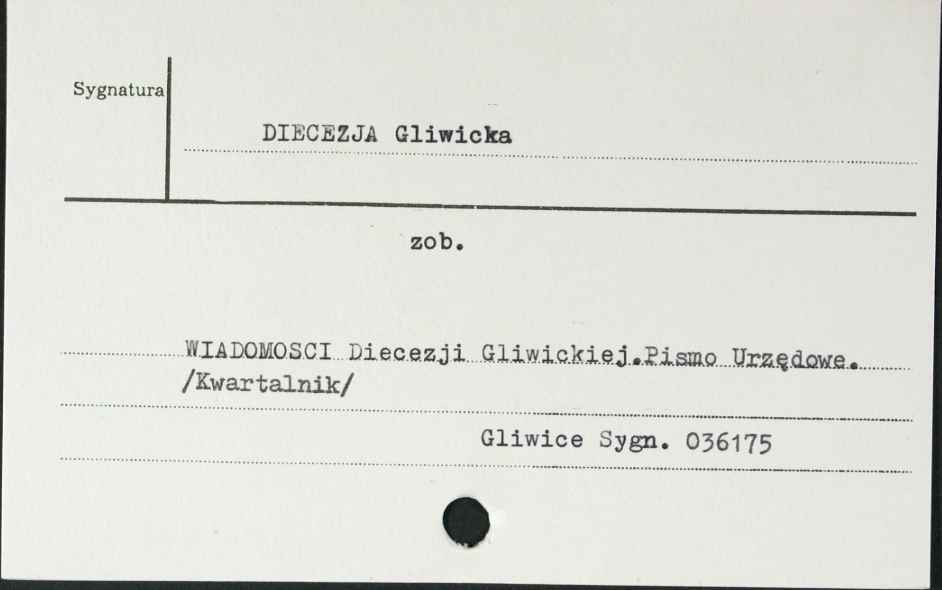 Sygnatura
DIECEZJA Gliwicka
zob.
WIADOMOSCI Diecezji Gliwickiej.Pismo Urzędowe.
/Kwartalnik/
Gliwice Sygn. 036175